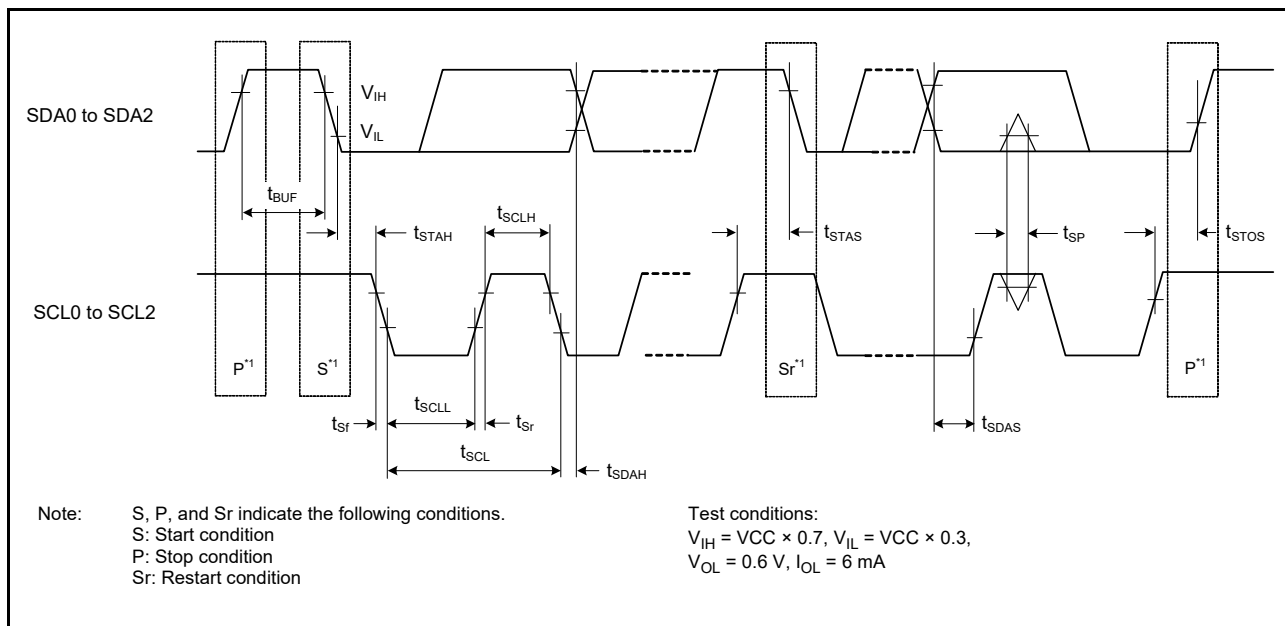 SDA0 to SDA2
VIH
VIL
tBUF
tSTAH
tSCLH
tSTAS
tSP
tSTOS
SCL0 to SCL2
P*1
S*1
Sr*1
P*1
tSf
tSCLL
tSr
tSCL
tSDAH
tSDAS
Note: S, P, and Sr indicate the following conditions.
S: Start condition
P: Stop condition
Sr: Restart condition
Test conditions:
VIH = VCC × 0.7, VIL = VCC × 0.3,
VOL = 0.6 V, IOL = 6 mA